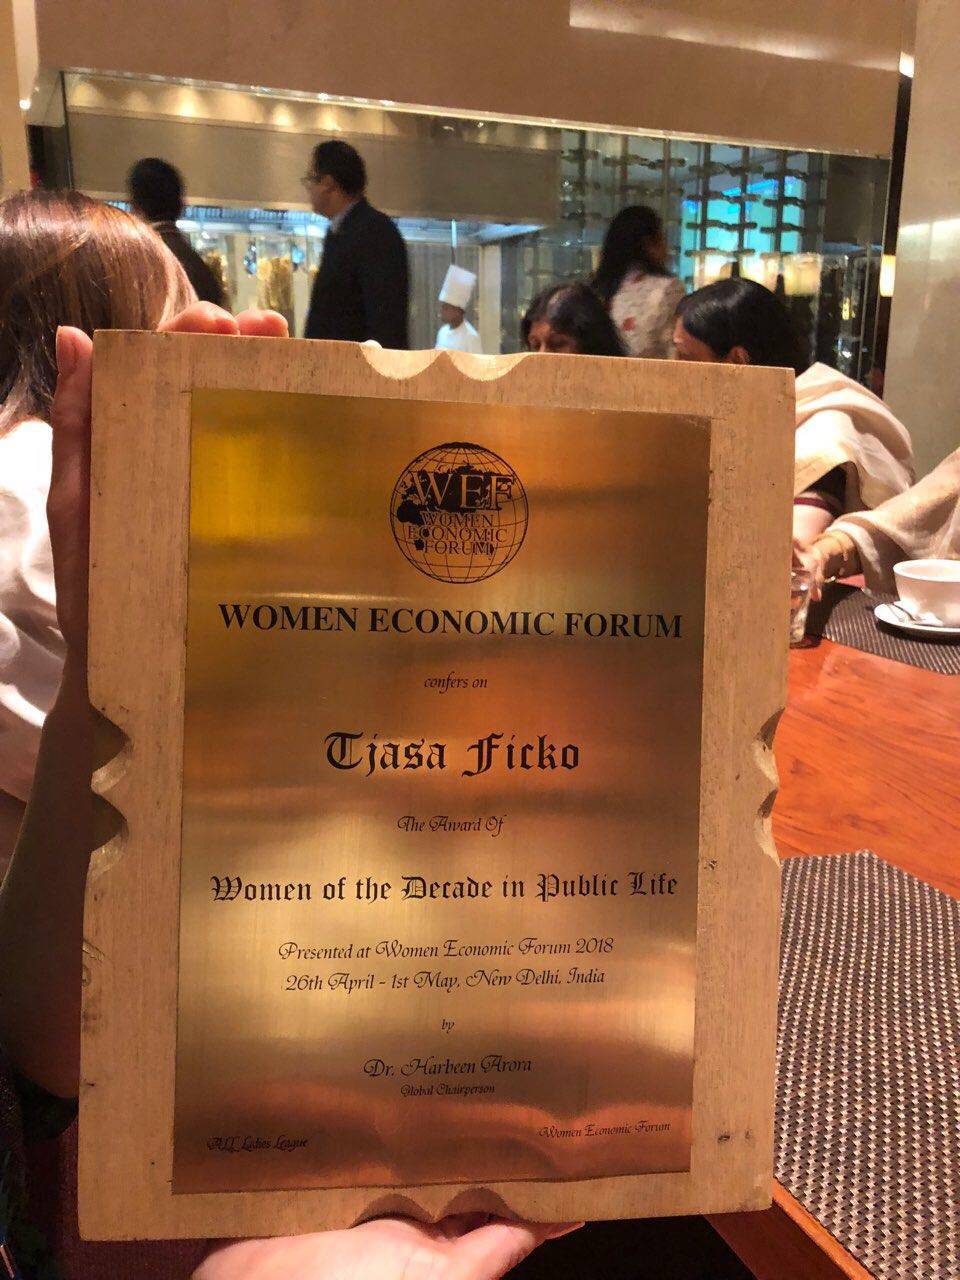 WEF
WOMEN
ECONOMIC
FORUM
WOMEN ECONOMIC FORUM
confers on
Tjasa Ficko
The Award Of
Women of the Decade in Public Life
Presented at Women Economic Forum 2018
26th April - 1st May, New Delhi, India
by
Dr. Harbeen Arora
Global Chairperson
ALL Ladies League
Women Economic Forum